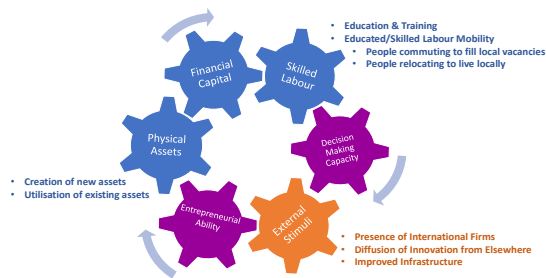 • Education & Training
• Educated/Skilled Labour Mobility
• People commuting to fill local vacancies
• People relocating to live locally
Financial
Capital
Skilled
Labour
Physical
Assets
Decision
Making
Capacity
• Creation of new assets
• Utilisation of existing assets
Entrepreneurial
Ability
External
Stimuli
• Presence of International Firms
• Diffusion of Innovation from Elsewhere
• Improved Infrastructure